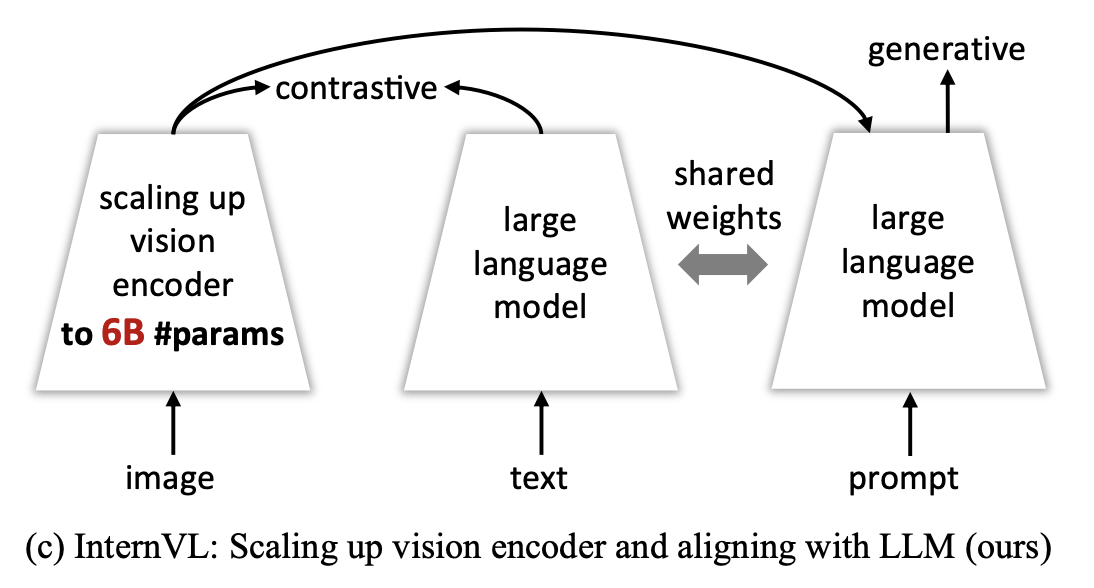 generative
contrastive
scaling up
vision
encoder
to 6B #params
large
language
model
shared
weights
large
language
model
image
text
prompt
(c) InternVL: Scaling up vision encoder and aligning with LLM (ours)